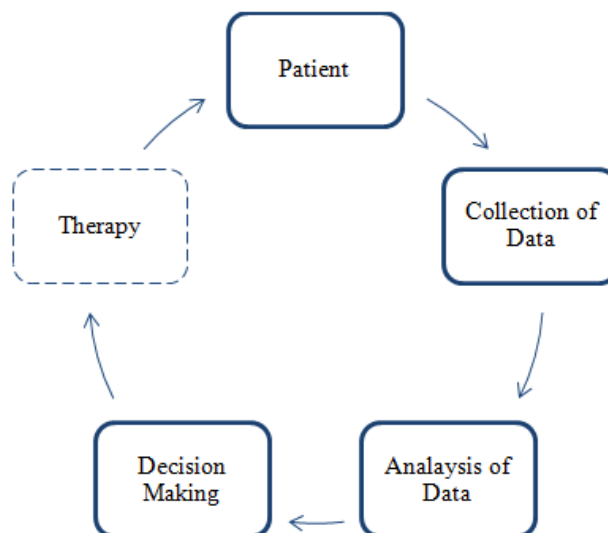 Patient
Collection of
Data
Analaysis of
Data
Decision
Making
Therapy